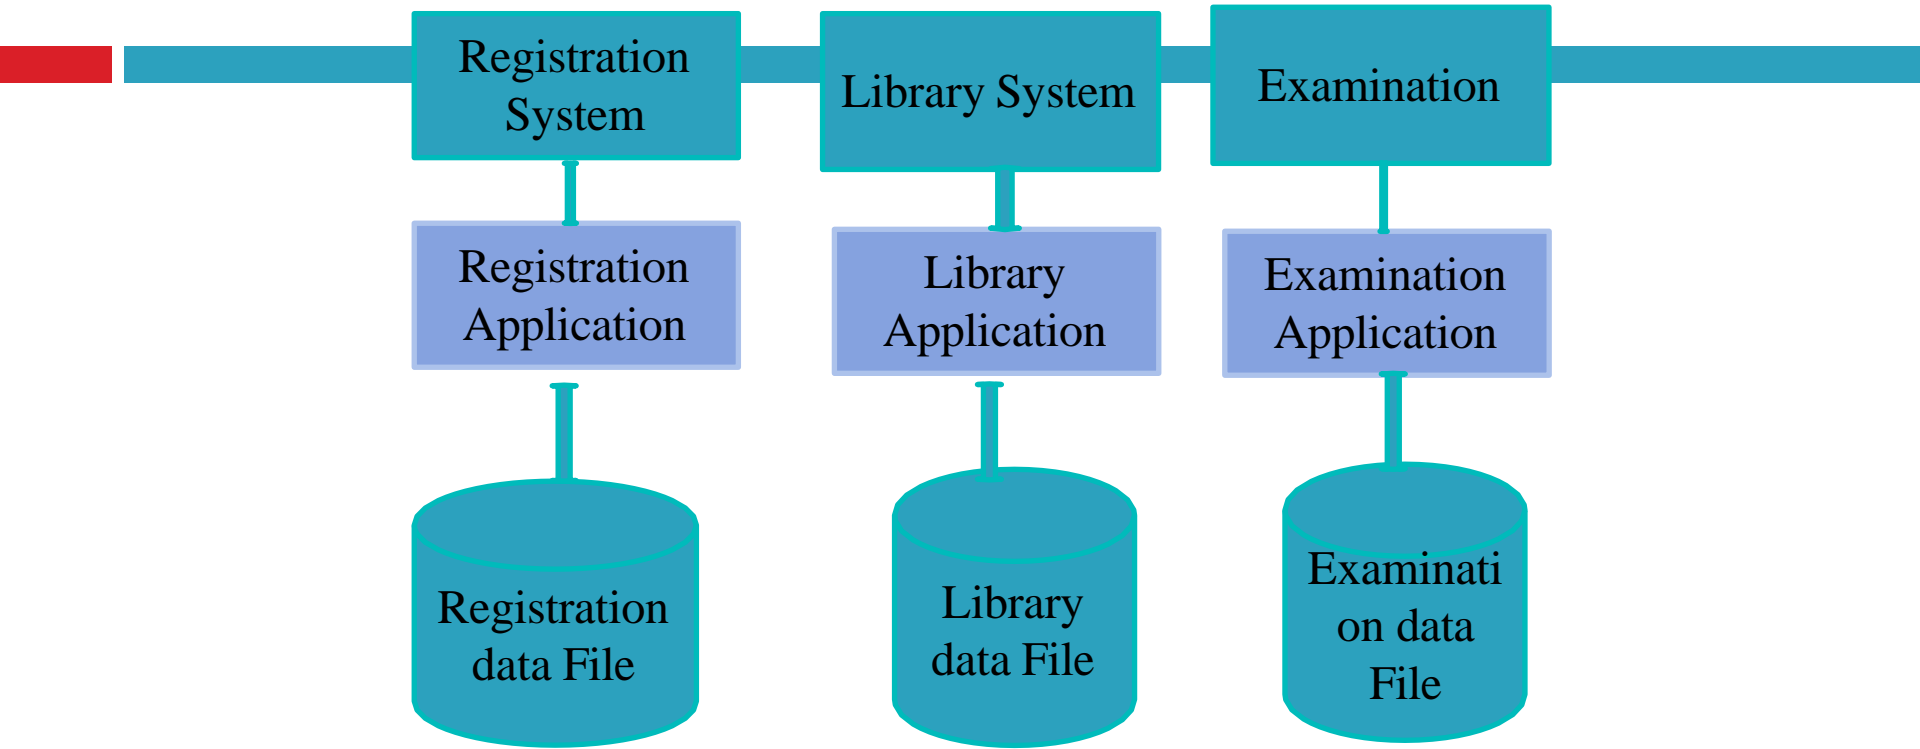 Registration
System
Library System
Examination
Registration
Application
Library
Application
Examination
Application
Registration
data File
Library
data File
Examinati
on data
File